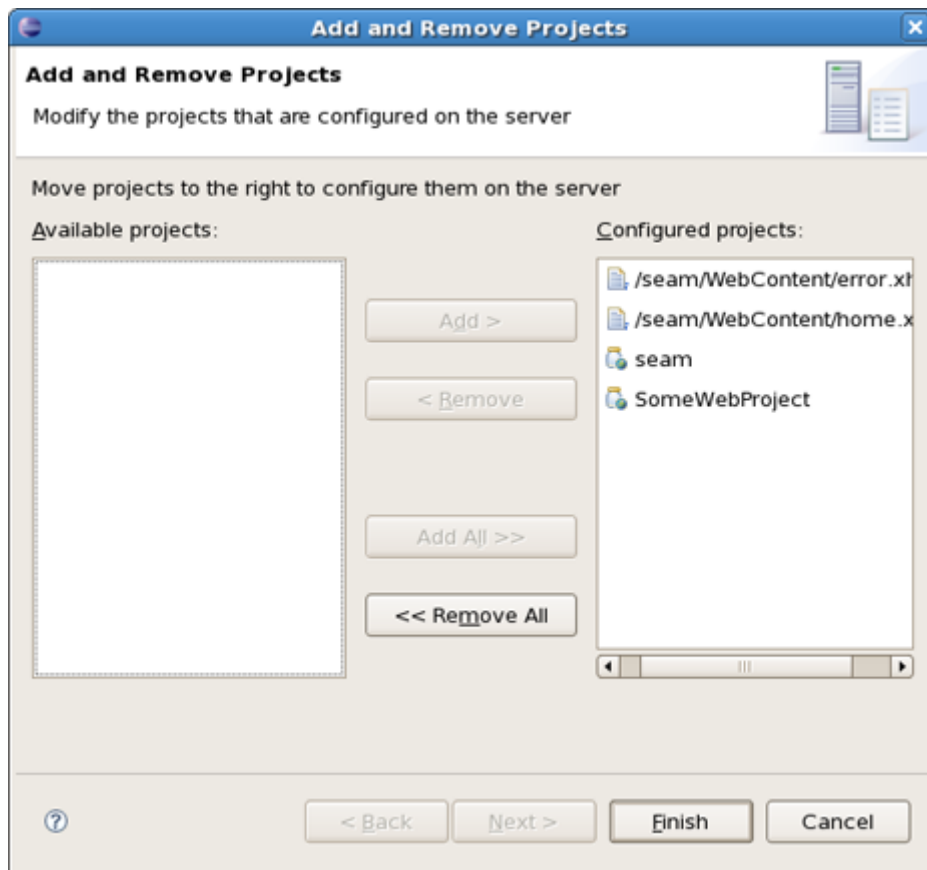 Add and Remove Projects
Add and Remove Projects
Modify the projects that are configured on the server
Move projects to the right to configure them on the server
Available projects:
Configured projects:
/seam/WebContent/error.xh
/seam/WebContent/home.x
seam
SomeWebProject
Add >
< Remove
Add All >>
<< Remove All
< Back Next > Finish Cancel